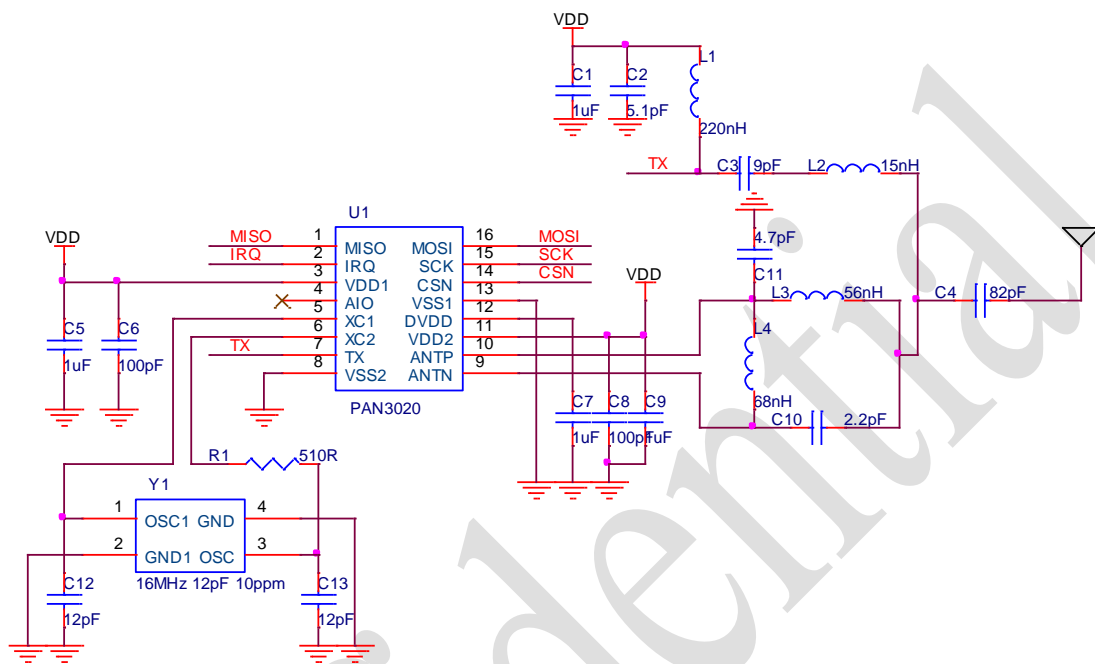 VDD
C1
C2
L1
1uF
5.1pF
220nH
TX
C3
9pF
L2
15nH
U1
4.7pF
C11
VDD
MISO
1
MISO
MOSI
16
MOSI
IRQ
2
IRQ
SCK
15
SCK
3
VDD1
CSN
14
CSN
VDD
4
AIO
VSS1
13
5
XC1
DVDD
12
6
XC2
VDD2
11
TX
7
TX
ANTP
10
8
VSS2
ANTN
9
PAN3020
L3
56nH
C4
82pF
L4
68nH
C10
2.2pF
C5
C6
1uF
100pF
C7
C8
C9
1uF
100pF
1uF
R1
510R
Y1
1
OSC1
GND
4
2
GND1
OSC
3
16MHz 12pF 10ppm
C12
12pF
C13
12pF
dential